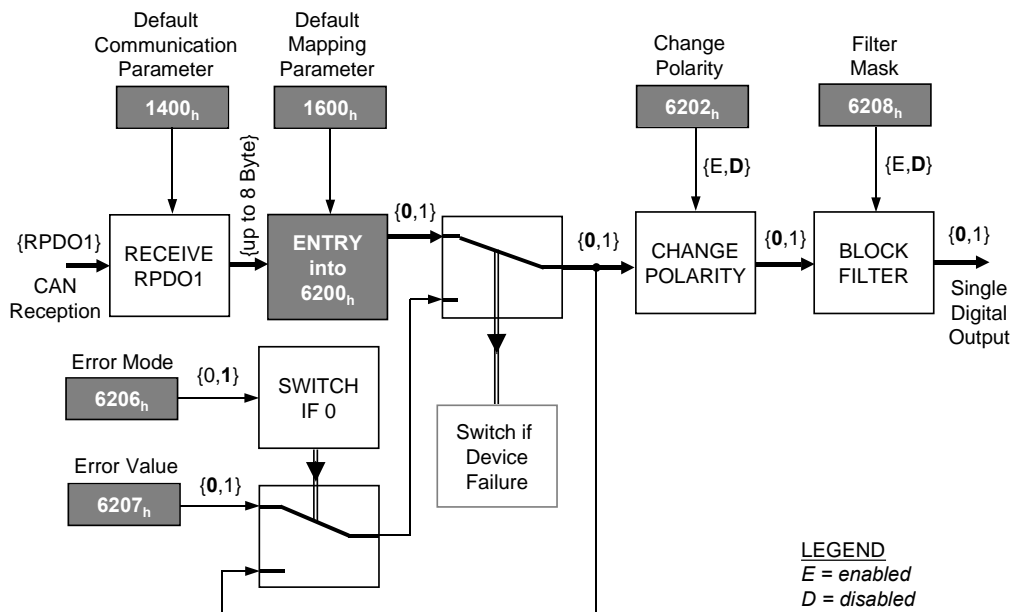 Default
Communication
Parameter
1400h
Default
Mapping
Parameter
1600h
Change
Polarity
6202h
Filter
Mask
6208h
{RPDO1}
CAN
Reception
RECEIVE
RPDO1
{up to 8 Byte}
ENTRY
into
6200h
{0,1}
{0,1}
{E,D}
CHANGE
POLARITY
{0,1}
{E,D}
BLOCK
FILTER
{0,1}
Single
Digital
Output
Error Mode
6206h
{0,1}
SWITCH
IF 0
Switch if
Device
Failure
Error Value
6207h
{0,1}
LEGEND
E = enabled
D = disabled